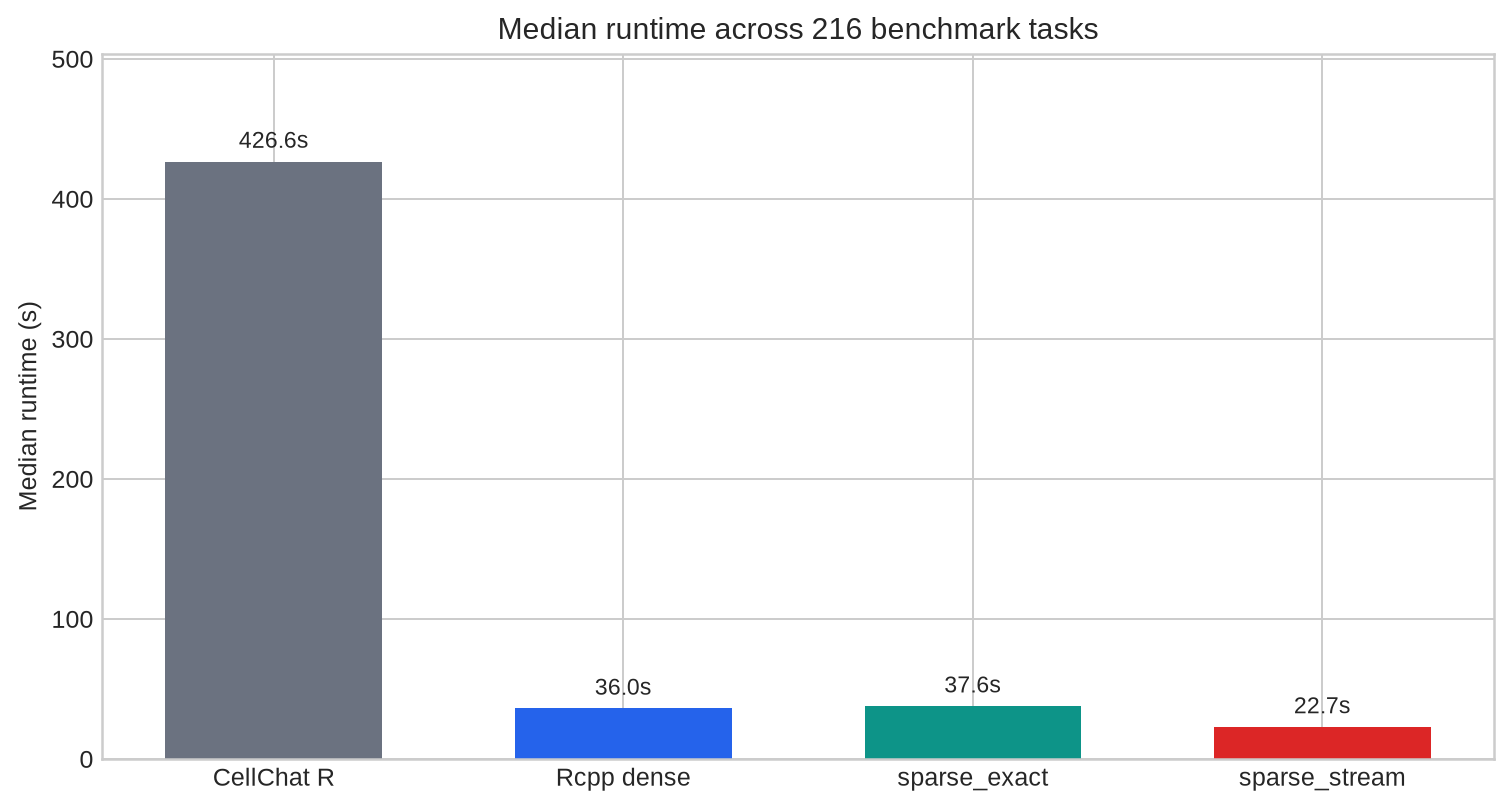 Median runtime across 216 benchmark tasks
Median runtime (s)
500
400
300
200
100
0
426.6s
36.0s
37.6s
22.7s
CellChat R
Rcpp dense
sparse_exact
sparse_stream